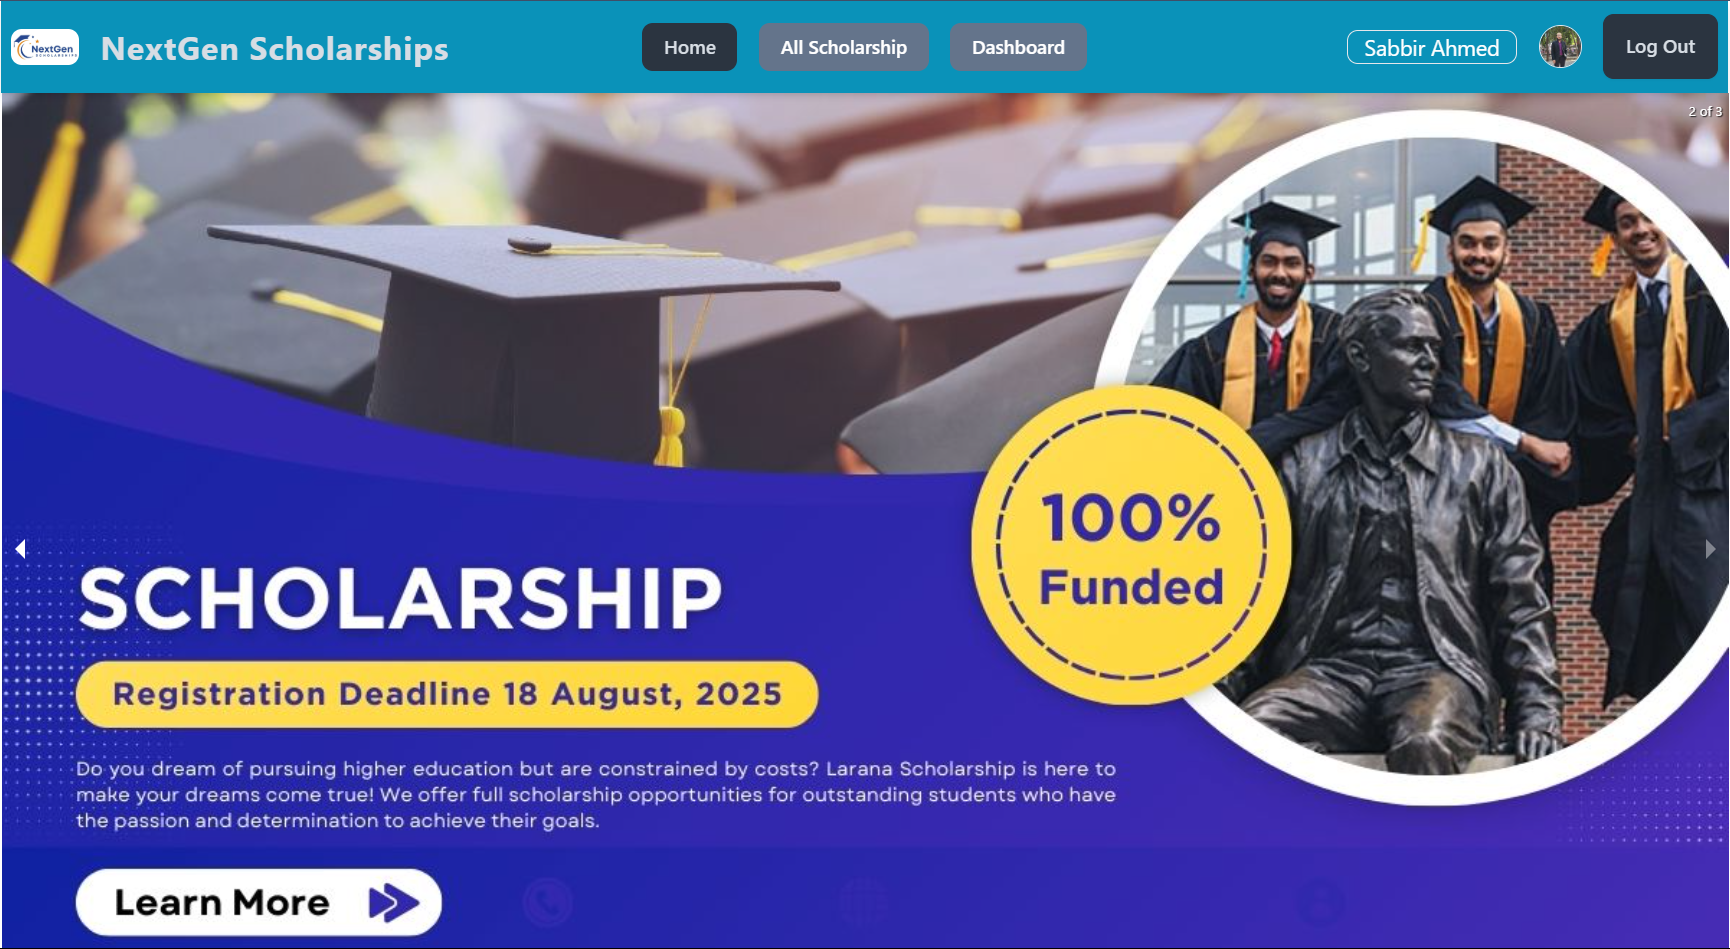 NextGen
SCHOLARSHIPS
NextGen Scholarships
Home
All Scholarship
Dashboard
Sabbir Ahmed
Log Out
2 of 3
100%
Funded
SCHOLARSHIP
Registration Deadline 18 August, 2025
Do you dream of pursuing higher education but are constrained by costs? Larana Scholarship is here to
make your dreams come true! We offer full scholarship opportunities for outstanding students who have
the passion and determination to achieve their goals.
Learn More